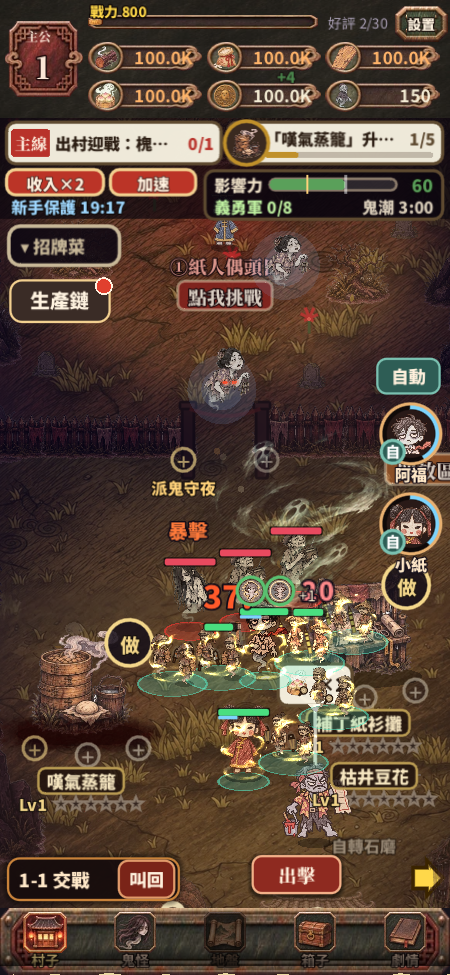 戰力 800
好評 2/30
設置
主公
1
100.0K
100.0K
100.0K
+4
100.0K
100.0K
150
主線
出村迎戰：槐…
0/1
「嘆氣蒸籠」升…
1/5
收入×2
加速
新手保護 19:17
影響力
60
義勇軍 0/8
鬼潮 3:00
▾招牌菜
生產鏈
①紙人偶頭
點我挑戰
自動
自
阿福
自
小紙
做
派鬼守夜
暴擊
做
補丁紙衫攤
嘆氣蒸籠
Lv1
枯井豆花
Lv1
自轉石磨
1-1 交戰
叫回
出擊
村子
鬼怪
地盤
箱子
劇情